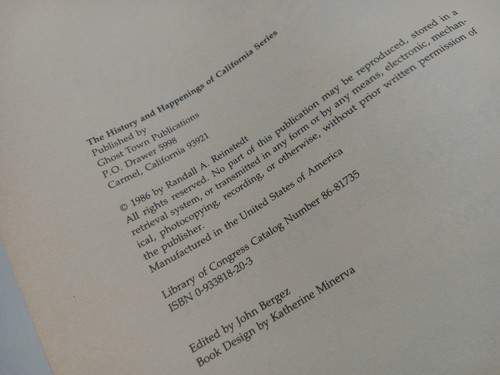 The History and Happenings of California Series
Published by
Ghost Town Publications
P.O. Drawer 5998
Carmel, California 93921
© 1986 by Randall A. Reinstedt
All rights reserved. No part of this publication may be reproduced, stored in a
retrieval system, or transmitted in any form or by any means, electronic, mechan-
ical, photocopying, recording, or otherwise, without prior written permission of
the publisher.
Manufactured in the United States of America
Library of Congress Catalog Number 86-81735
ISBN 0-933818-20-3
Edited by John Bergez
Book Design by Katherine Minerva